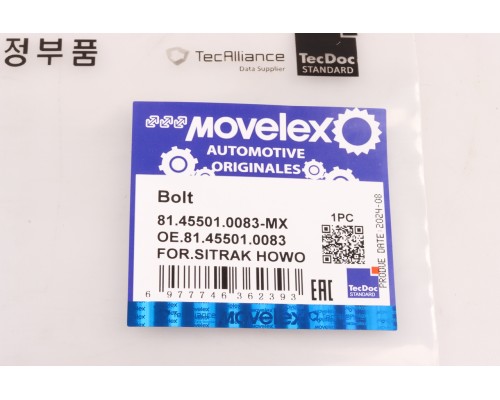 정부품
TecAlliance
Data Supplier
TecDoc
STANDARD
MOVELEX
AUTOMOTIVE
ORIGINALES
Bolt
81.45501.0083-MX
OE.81.45501.0083
FOR.SITRAK HOWO
1PC
PRODUE DATE 2024-08
6 977746 362393
EAC
TecDoc
STANDARD
MOVELEX